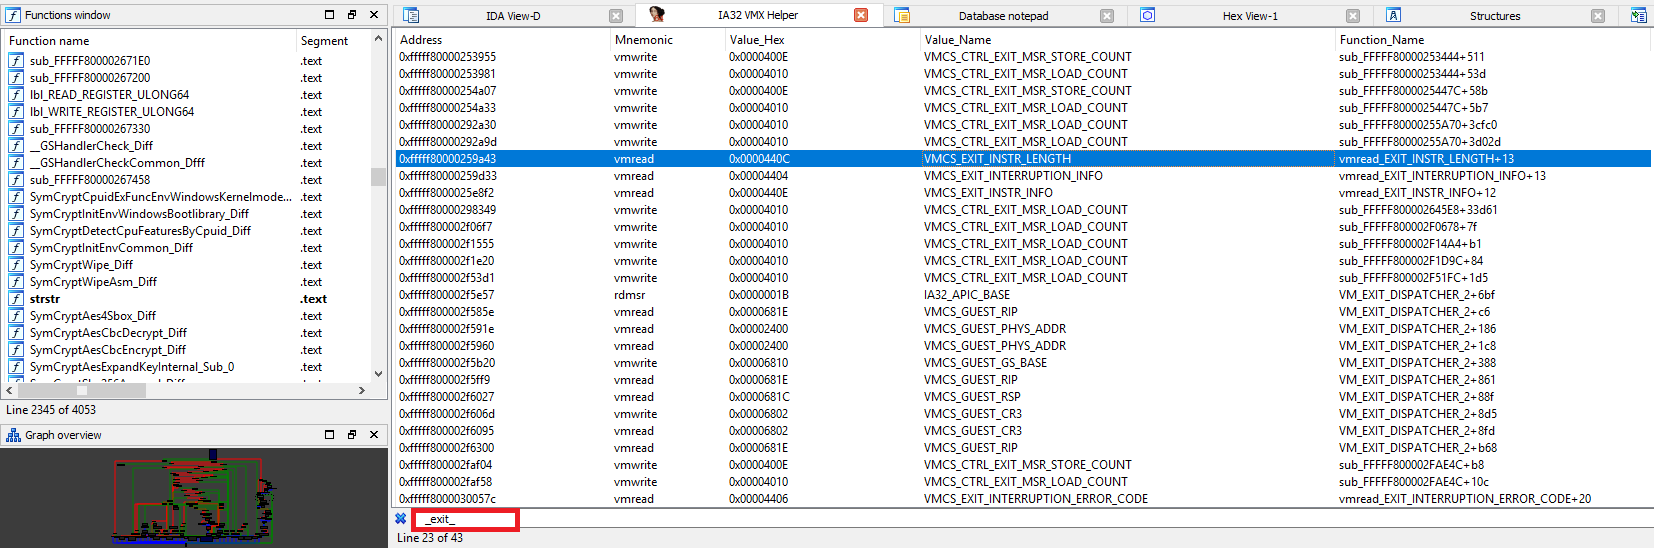 Functions window
Function name Segment
sub_FFFFF800002671E0 .text
sub_FFFFF80000267200 .text
lbl_READ_REGISTER_ULONG64 .text
lbl_WRITE_REGISTER_ULONG64 .text
sub_FFFFF80000267330 .text
__GSHandlerCheck_Diff .text
__GSHandlerCheckCommon_Dfff .text
sub_FFFFF80000267458 .text
SymCryptCpuidExFuncEnvWindowsKernelmode... .text
SymCryptInitEnvWindowsBootlibrary_Diff .text
SymCryptDetectCpuFeaturesByCpuid_Diff .text
SymCryptInitEnvCommon_Diff .text
SymCryptWipe_Diff .text
SymCryptWipeAsm_Diff .text
strstr .text
SymCryptAes4Sbox_Diff .text
SymCryptAesCbcDecrypt_Diff .text
SymCryptAesCbcEncrypt_Diff .text
SymCryptAesExpandKeyInternal_Sub_0 .text
Line 2345 of 4053
Graph overview
IDA View-D IA32 VMX Helper Database notepad Hex View-1 Structures
Address Mnemonic Value_Hex Value_Name Function_Name
0xfffff80000253955 vmwrite 0x0000400E VMCS_CTRL_EXIT_MSR_STORE_COUNT sub_FFFFF80000253444+511
0xfffff80000253981 vmwrite 0x00004010 VMCS_CTRL_EXIT_MSR_LOAD_COUNT sub_FFFFF80000253444+53d
0xfffff80000254a07 vmwrite 0x0000400E VMCS_CTRL_EXIT_MSR_STORE_COUNT sub_FFFFF8000025447C+58b
0xfffff80000254a33 vmwrite 0x00004010 VMCS_CTRL_EXIT_MSR_LOAD_COUNT sub_FFFFF8000025447C+5b7
0xfffff80000292a30 vmwrite 0x00004010 VMCS_CTRL_EXIT_MSR_LOAD_COUNT sub_FFFFF80000255A70+3cfc0
0xfffff80000292a9d vmwrite 0x00004010 VMCS_CTRL_EXIT_MSR_LOAD_COUNT sub_FFFFF80000255A70+3d02d
0xfffff80000259a43 vmread 0x0000440C VMCS_EXIT_INSTR_LENGTH vmread_EXIT_INSTR_LENGTH+13
0xfffff80000259d33 vmread 0x00004404 VMCS_EXIT_INTERRUPTION_INFO vmread_EXIT_INTERRUPTION_INFO+13
0xfffff8000025e8f2 vmread 0x0000440E VMCS_EXIT_INSTR_INFO vmread_EXIT_INSTR_INFO+12
0xfffff80000298349 vmwrite 0x00004010 VMCS_CTRL_EXIT_MSR_LOAD_COUNT sub_FFFFF800002645E8+33d61
0xfffff800002f06f7 vmwrite 0x00004010 VMCS_CTRL_EXIT_MSR_LOAD_COUNT sub_FFFFF800002F0678+7f
0xfffff800002f1555 vmwrite 0x00004010 VMCS_CTRL_EXIT_MSR_LOAD_COUNT sub_FFFFF800002F14A4+b1
0xfffff800002f1e20 vmwrite 0x00004010 VMCS_CTRL_EXIT_MSR_LOAD_COUNT sub_FFFFF800002F1D9C+84
0xfffff800002f53d1 vmwrite 0x00004010 VMCS_CTRL_EXIT_MSR_LOAD_COUNT sub_FFFFF800002F51FC+1d5
0xfffff800002f5e57 rdmsr 0x0000001B IA32_APIC_BASE VM_EXIT_DISPATCHER_2+6bf
0xfffff800002f585e vmread 0x0000681E VMCS_GUEST_RIP VM_EXIT_DISPATCHER_2+c6
0xfffff800002f591e vmread 0x00002400 VMCS_GUEST_PHYS_ADDR VM_EXIT_DISPATCHER_2+186
0xfffff800002f5960 vmread 0x00002400 VMCS_GUEST_PHYS_ADDR VM_EXIT_DISPATCHER_2+1c8
0xfffff800002f5b20 vmwrite 0x00006810 VMCS_GUEST_GS_BASE VM_EXIT_DISPATCHER_2+388
0xfffff800002f5ff9 vmread 0x0000681E VMCS_GUEST_RIP VM_EXIT_DISPATCHER_2+861
0xfffff800002f6027 vmread 0x0000681C VMCS_GUEST_RSP VM_EXIT_DISPATCHER_2+88f
0xfffff800002f606d vmwrite 0x00006802 VMCS_GUEST_CR3 VM_EXIT_DISPATCHER_2+8d5
0xfffff800002f6095 vmread 0x00006802 VMCS_GUEST_CR3 VM_EXIT_DISPATCHER_2+8fd
0xfffff800002f6300 vmread 0x0000681E VMCS_GUEST_RIP VM_EXIT_DISPATCHER_2+b68
0xfffff800002faf04 vmwrite 0x0000400E VMCS_CTRL_EXIT_MSR_STORE_COUNT sub_FFFFF800002FAE4C+b8
0xfffff800002faf58 vmwrite 0x00004010 VMCS_CTRL_EXIT_MSR_LOAD_COUNT sub_FFFFF800002FAE4C+10c
0xfffff8000030057c vmread 0x00004406 VMCS_EXIT_INTERRUPTION_ERROR_CODE vmread_EXIT_INTERRUPTION_ERROR_CODE+20
_exit_
Line 23 of 43